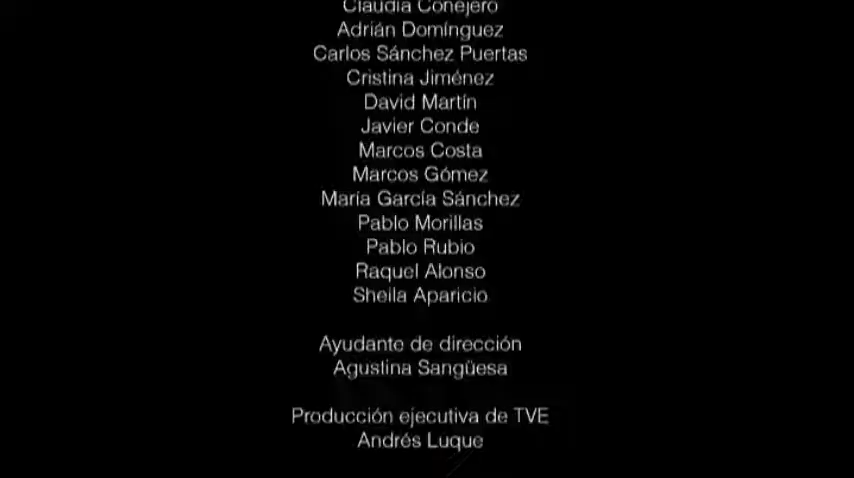 Claudia Conejero
Adrián Domínguez
Carlos Sánchez Puertas
Cristina Jiménez
David Martín
Javier Conde
Marcos Costa
Marcos Gómez
María García Sánchez
Pablo Morillas
Pablo Rubio
Raquel Alonso
Sheila Aparicio
Ayudante de dirección
Agustina Sangüesa
Producción ejecutiva de TVE
Andrés Luque